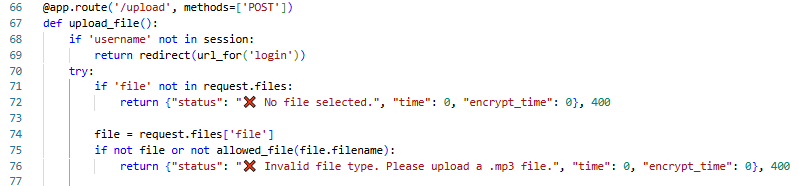 66 @app.route('/upload', methods=['POST'])
67 def upload_file():
68     if 'username' not in session:
69         return redirect(url_for('login'))
70     try:
71         if 'file' not in request.files:
72             return {"status": "❌ No file selected.", "time": 0, "encrypt_time": 0}, 400
73
74         file = request.files['file']
75         if not file or not allowed_file(file.filename):
76             return {"status": "❌ Invalid file type. Please upload a .mp3 file.", "time": 0, "encrypt_time": 0}, 400
77